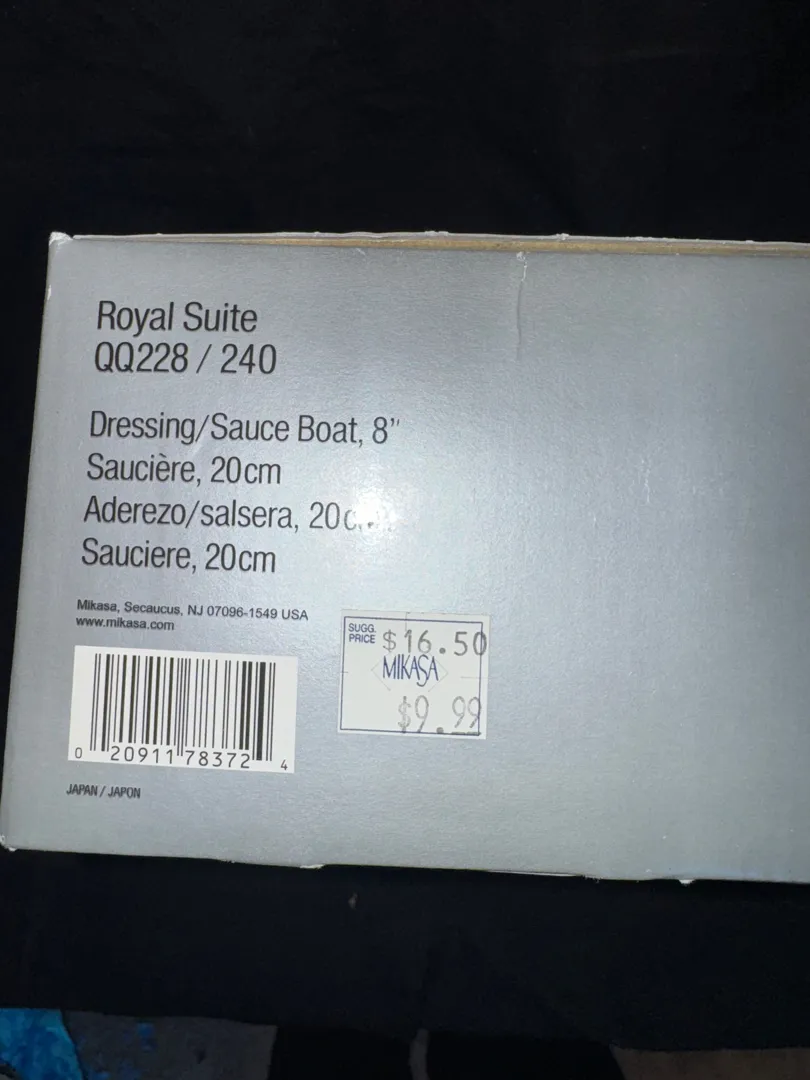 Royal Suite
QQ228 / 240
Dressing/Sauce Boat, 8"
Saucière, 20cm
Aderezo/salsera, 20c
Sauciere, 20cm
Mikasa, Secaucus, NJ 07096-1549 USA
www.mikasa.com
SUGG.
PRICE $16.50
MIKASA
$9.99
0 20911 78372 4
JAPAN / JAPON